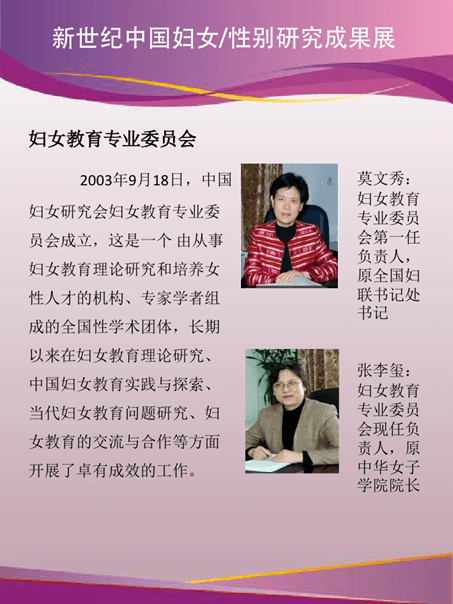 新世纪中国妇女/性别研究成果展
妇女教育专业委员会
2003年9月18日，中国
妇女研究会妇女教育专业委
员会成立，这是一个 由从事
妇女教育理论研究和培养女
性人才的机构、专家学者组
成的全国性学术团体，长期
以来在妇女教育理论研究、
中国妇女教育实践与探索、
当代妇女教育问题研究、妇
女教育的交流与合作等方面
开展了卓有成效的工作。
莫文秀：
妇女教育
专业委员
会第一任
负责人，
原全国妇
联书记处
书记
张李玺：
妇女教育
专业委员
会现任负
责人，原
中华女子
学院院长